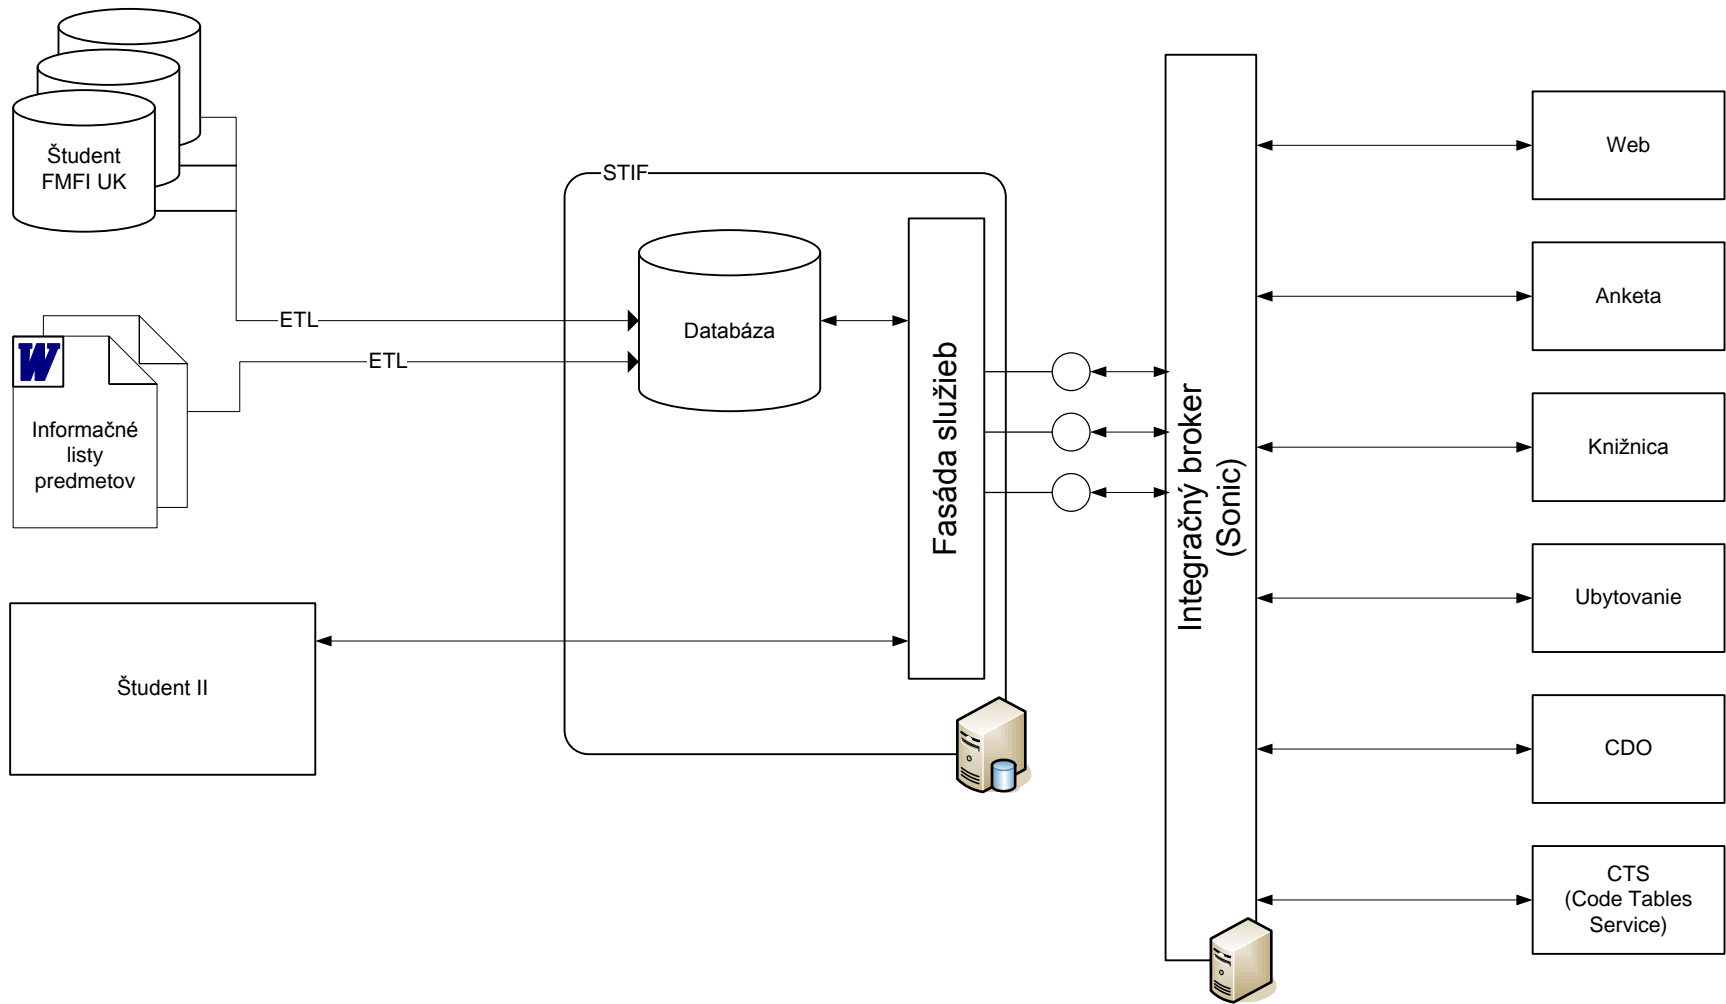 Študent
FMFI UK
ETL
ETL
W
Informačné
listy
predmetov
Študent II
STIF
Databáza
Fasáda služieb
Integračný broker
(Sonic)
Web
Anketa
Knižnica
Ubytovanie
CDO
CTS
(Code Tables
Service)